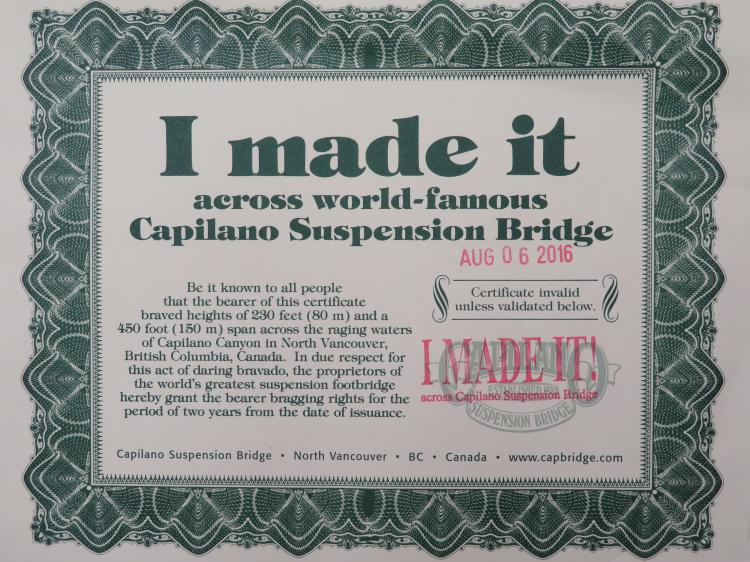 I made it
across world-famous
Capilano Suspension Bridge
AUG 06 2016
Be it known to all people
that the bearer of this certificate
braved heights of 230 feet (80 m) and a
450 foot (150 m) span across the raging waters
of Capilano Canyon in North Vancouver,
British Columbia, Canada. In due respect for
this act of daring bravado, the proprietors of
the world's greatest suspension footbridge
hereby grant the bearer bragging rights for the
period of two years from the date of issuance.
Certificate invalid
unless validated below.
I MADE IT!
across Capilano Suspension Bridge
CAPILANO
ESTABLISHED 1889
SUSPENSION BRIDGE
Capilano Suspension Bridge • North Vancouver • BC • Canada • www.capbridge.com